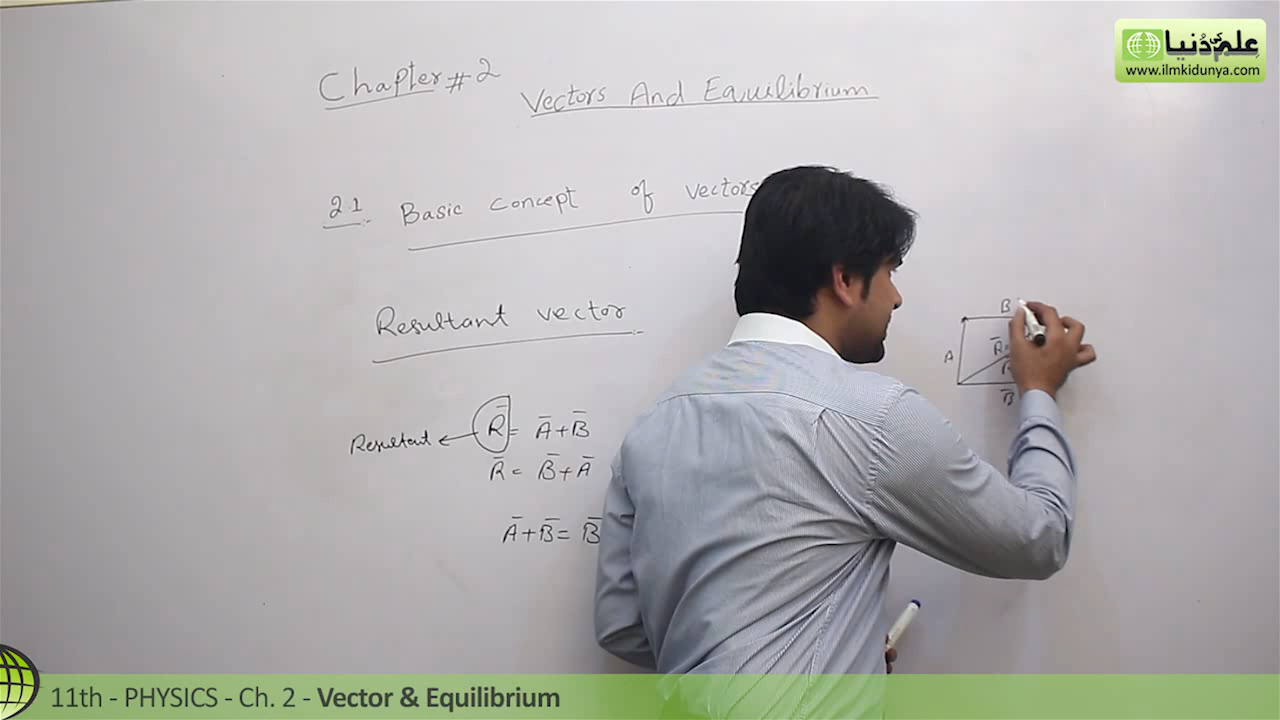 علم کی دُنیا
www.ilmkidunya.com
Chapter # 2
Vectors And Equilibrium
2.1 Basic concept of vectors
Resultant vector
Resultant ← R̄ = Ā + B̄
R̄ = B̄ + Ā
Ā + B̄ = B̄
B
A
R̄ =
B̄
11th - PHYSICS - Ch. 2 - Vector & Equilibrium